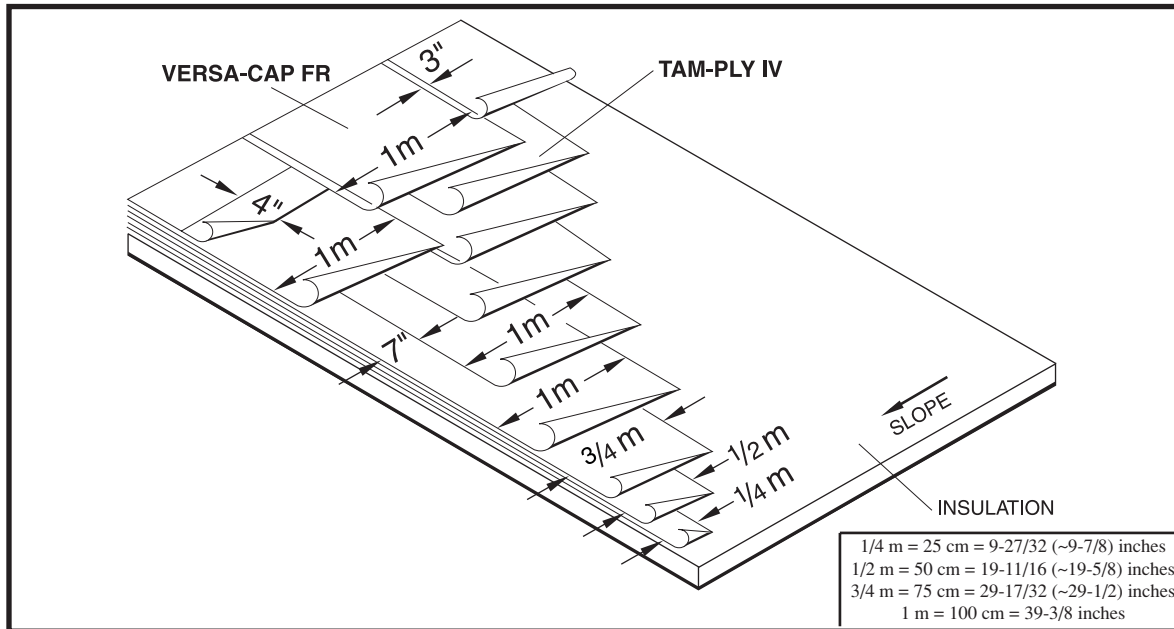 VERSA-CAP FR
3"
TAM-PLY IV
1m
4"
1m
7"
1m
1m
3/4 m
1/2 m
1/4 m
SLOPE
INSULATION
1/4 m = 25 cm = 9-27/32 (~9-7/8) inches
1/2 m = 50 cm = 19-11/16 (~19-5/8) inches
3/4 m = 75 cm = 29-17/32 (~29-1/2) inches
1 m = 100 cm = 39-3/8 inches